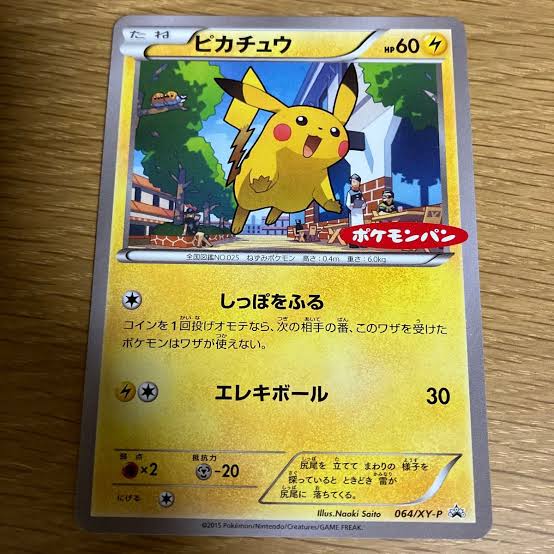 たね ピカチュウ HP60
ポケモンパン
全国図鑑NO.025 ねずみポケモン 高さ:0.4m 重さ:6.0kg
しっぽをふる
コインを1回投げオモテなら、次の相手の番、このワザを受けた
ポケモンはワザが使えない。
エレキボール 30
弱点 抵抗力
×2 -20
にげる
尻尾を 立てて まわりの 様子を
探っていると ときどき 雷が
尻尾に 落ちてくる。
Illus.Naoki Saito 064/XY-P
©2015 Pokémon/Nintendo/Creatures/GAME FREAK.